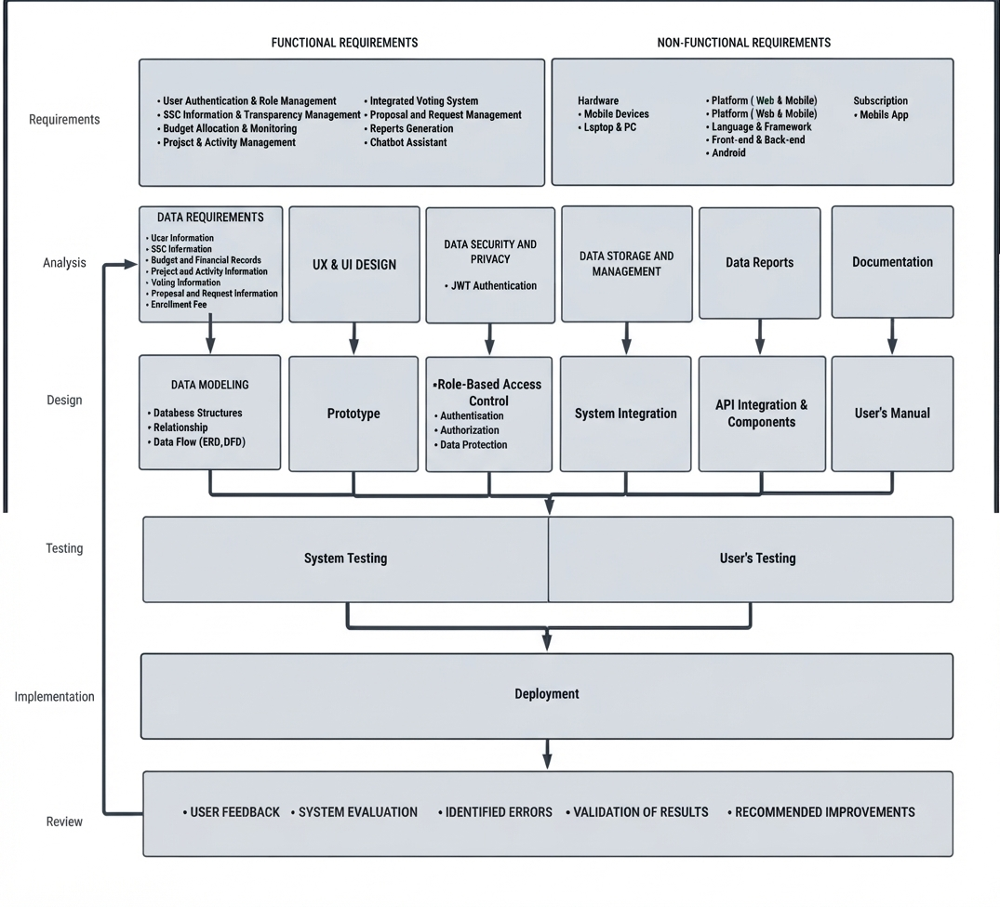 FUNCTIONAL REQUIREMENTS
NON-FUNCTIONAL REQUIREMENTS
Requirements
• User Authentication & Role Management
• SSC Information & Transparency Management
• Budget Allocation & Monitoring
• Projsct & Activity Management
• Integrated Voting System
• Proposal and Request Management
• Reports Generation
• Chatbot Assistant
Hardware
• Mobile Devices
• Lsptop & PC
• Platform ( Web & Mobile)
• Platform ( Wsb & Mobile)
• Language & Framework
• Front-end & Back-end
• Android
Subscription
• Mobils App
Analysis
DATA REQUIREMENTS
• Ucar Information
• SSC Infermation
• Budget and Financial Records
• Prejject and Activity Information
• Voling Information
• Propesal and Reqnest Information
• Enrollment Fee
UX & UI DESIGN
DATA SECURITY AND
PRIVACY
• JWT Authentication
DATA STORAGE AND
MANAGEMENT
Data Reports
Documentation
Design
DATA MODELING
• Databess Structures
• Relationship
• Data Flow (ERD,DFD)
Prototype
▪Role-Based Access
Control
• Authentisation
• Authorization
• Data Protection
System Integration
API Integration &
Components
User's Manual
Testing
System Testing
User's Testing
Implementation
Deployment
Review
• USER FEEDBACK • SYSTEM EVALUATION • IDENTIFIED ERRORS • VALIDATION OF RESULTS • RECOMMENDED IMPROVEMENTS